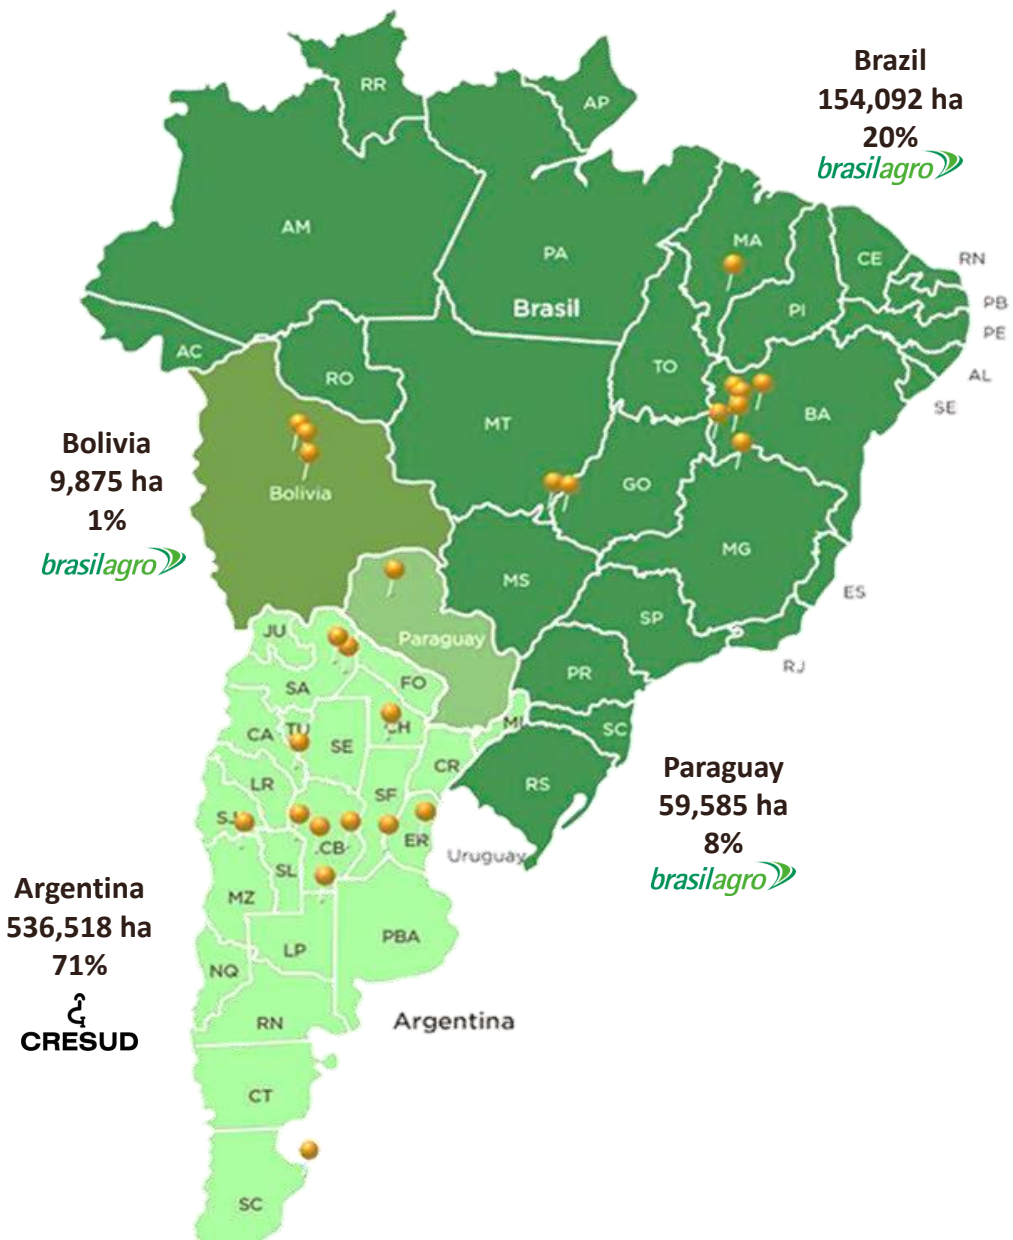 Brazil
154,092 ha
20%
brasilagro
RR
AP
AM
PA
MA
CE
RN
PB
PE
AL
SE
Brasil
PI
AC
RO
TO
BA
MT
GO
Bolivia
9,875 ha
1%
brasilagro
Bolivia
MG
MS
ES
SP
RJ
JU
Paraguay
PR
SA
FO
CA
TU
SE
CH
MI
SC
CR
LR
SF
RS
SJ
CB
ER
Uruguay
SL
MZ
Paraguay
59,585 ha
8%
brasilagro
Argentina
536,518 ha
71%
CRESUD
PBA
LP
NQ
RN
Argentina
CT
SC